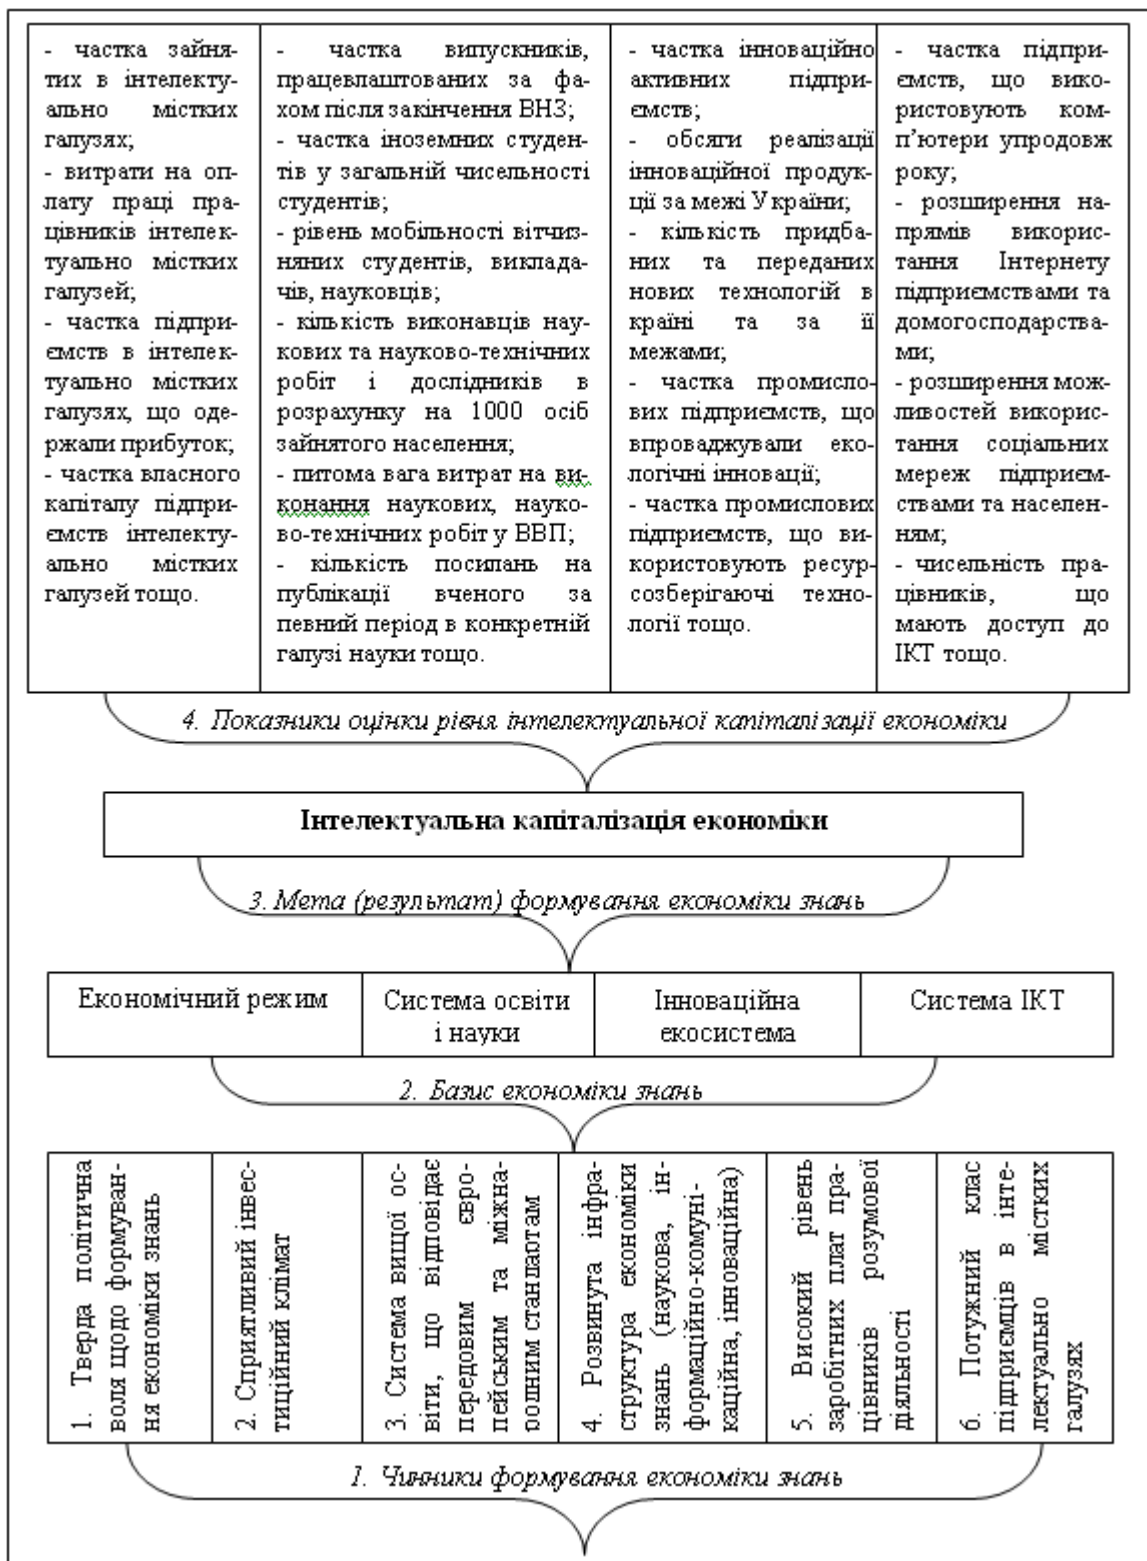 - частка зайня-
тих в інтелекту-
ально містких
галузях;
- витрати на оп-
лату праці пра-
цівників інтелек-
туально містких
галузей;
- частка підпри-
ємств в інтелек-
туально містких
галузях, що оде-
ржали прибуток;
- частка власного
капіталу підпри-
ємств інтелекту-
ально містких
галузей тощо.
- частка випускників,
працевлаштованих за фа-
хом після закінчення ВНЗ;
- частка іноземних студен-
тів у загальній чисельності
студентів;
- рівень мобільності вітчиз-
няних студентів, виклада-
чів, науковців;
- кількість виконавців нау-
кових та науково-технічних
робіт і дослідників в
розрахунку на 1000 осіб
зайнятого населення;
- питома вага витрат на ви-
конання наукових, науко-
во-технічних робіт у ВВП;
- кількість посилань на
публікації вченого за
певний період в конкретній
галузі науки тощо.
- частка інноваційно
активних підпри-
ємств;
- обсяги реалізації
інноваційної продук-
ції за межі України;
- кількість придба-
них та переданих
нових технологій в
країні та за її
межами;
- частка промисло-
вих підприємств, що
впроваджували еко-
логічні інновації;
- частка промислових
підприємств, що ви-
користовують ресур-
созберігаючі техно-
логії тощо.
- частка підпри-
ємств, що вико-
ристовують ком-
п’ютери упродовж
року;
- розширення на-
прямів викорис-
тання Інтернету
підприємствами та
домогосподарства-
ми;
- розширення мож-
ливостей викорис-
тання соціальних
мереж підприєм-
ствами та населен-
ням;
- чисельність пра-
цівників, що
мають доступ до
ІКТ тощо.
4. Показники оцінки рівня інтелектуальної капіталізації економіки
Інтелектуальна капіталізація економіки
3. Мета (результат) формування економіки знань
Економічний режим
Система освіти
і науки
Інноваційна
екосистема
Система ІКТ
2. Базис економіки знань
1. Тверда політична
воля щодо формуван-
ня економіки знань
2. Сприятливий інвес-
тиційний клімат
3. Система вищої ос-
віти, що відповідає
передовим євро-
пейським та міжна-
родним стандартам
4. Розвинута інфра-
структура економіки
знань (наукова, ін-
формаційно-комуні-
каційна, інноваційна)
5. Високий рівень
заробітних плат пра-
цівників розумової
діяльності
6. Потужний клас
підприємців в інте-
лектуально містких
галузях
1. Чинники формування економіки знань